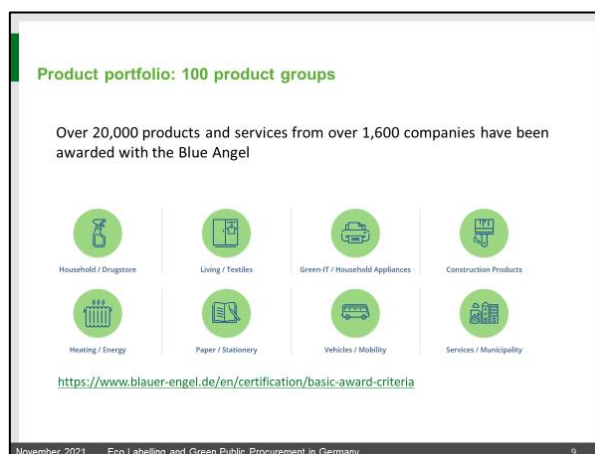 Product portfolio: 100 product groups
Over 20,000 products and services from over 1,600 companies have been
awarded with the Blue Angel
Household / Drugstore
Living / Textiles
Green-IT / Household Appliances
Construction Products
Heating / Energy
Paper / Stationery
Vehicles / Mobility
Services / Municipality
https://www.blauer-engel.de/en/certification/basic-award-criteria
November 2021 Eco Labelling and Green Public Procurement in Germany 9